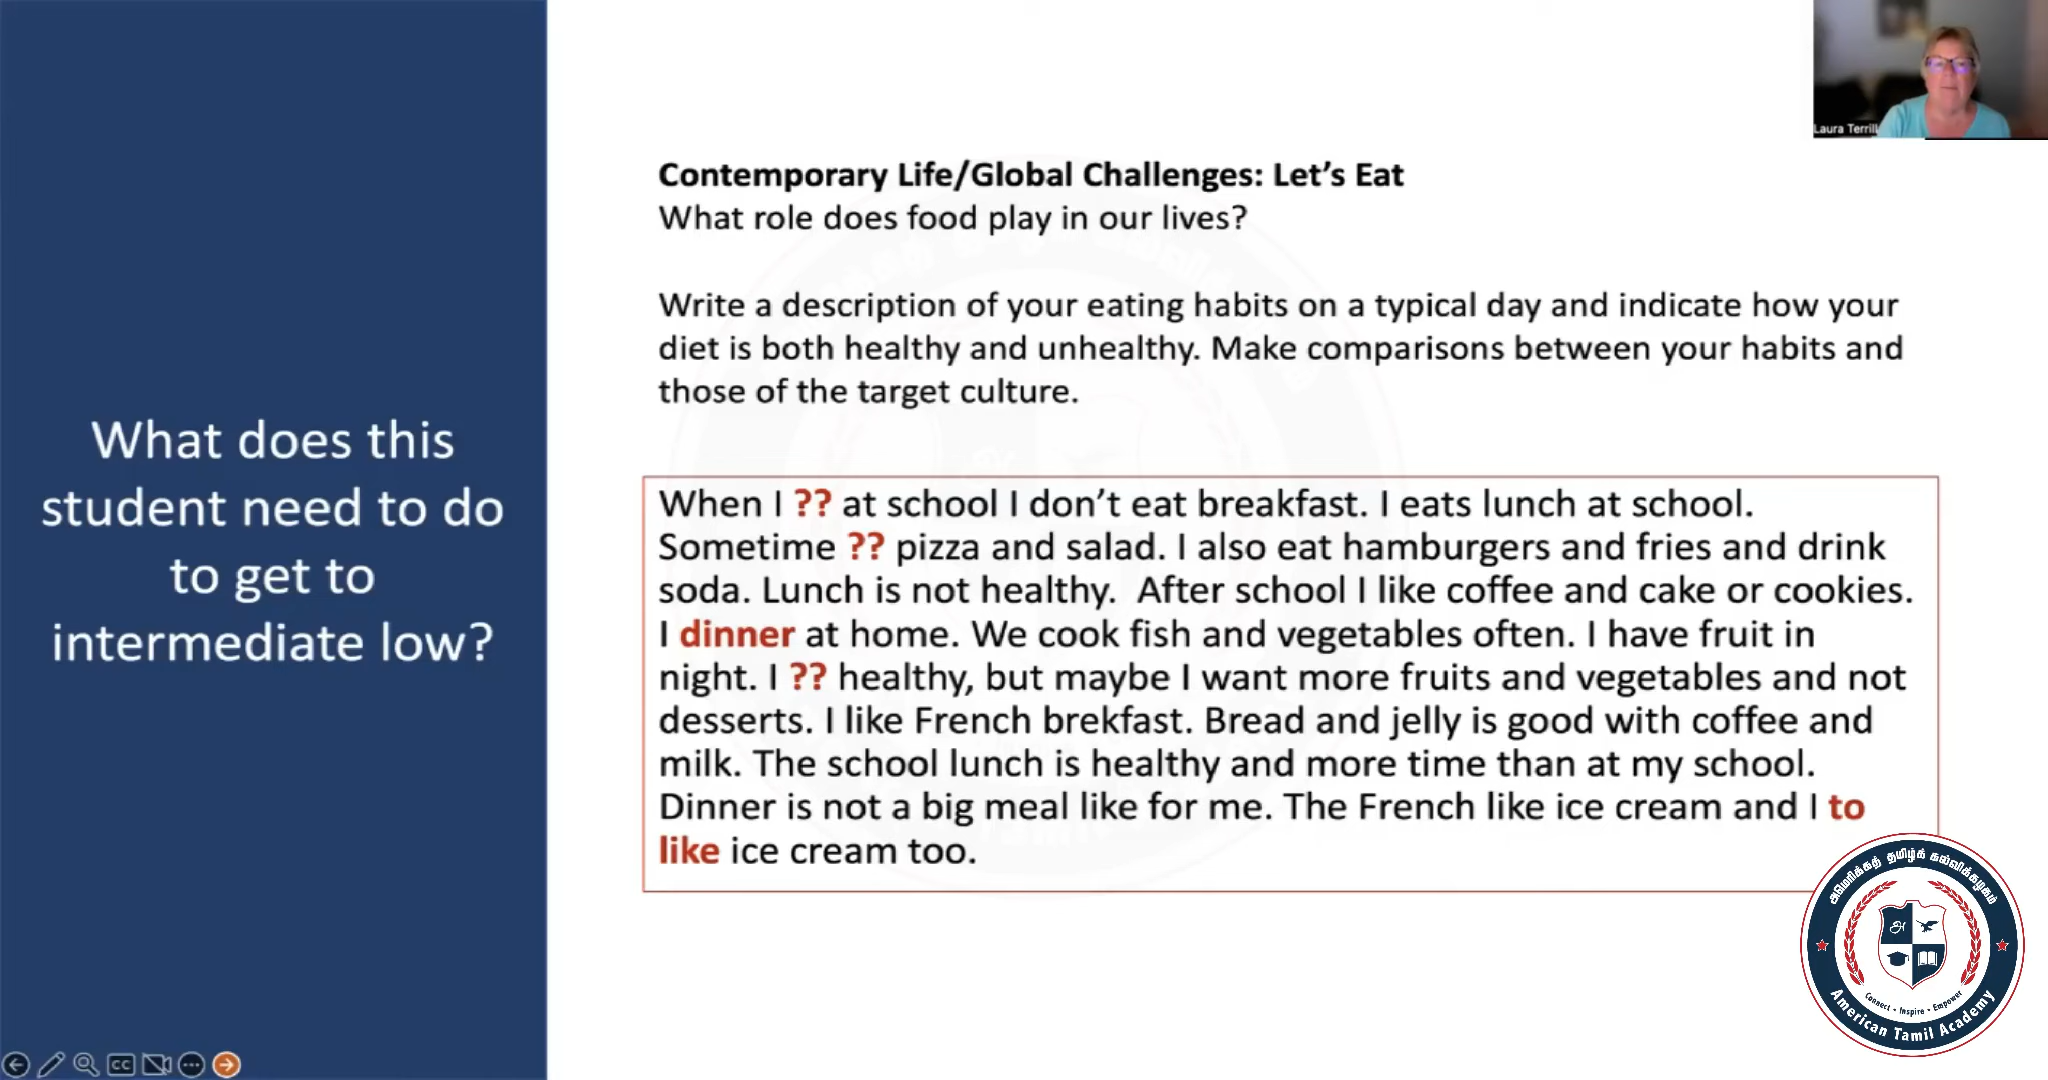 What does this
student need to do
to get to
intermediate low?
Laura Terrill
Contemporary Life/Global Challenges: Let's Eat
What role does food play in our lives?
Write a description of your eating habits on a typical day and indicate how your
diet is both healthy and unhealthy. Make comparisons between your habits and
those of the target culture.
When I ?? at school I don't eat breakfast. I eats lunch at school.
Sometime ?? pizza and salad. I also eat hamburgers and fries and drink
soda. Lunch is not healthy. After school I like coffee and cake or cookies.
I dinner at home. We cook fish and vegetables often. I have fruit in
night. I ?? healthy, but maybe I want more fruits and vegetables and not
desserts. I like French brekfast. Bread and jelly is good with coffee and
milk. The school lunch is healthy and more time than at my school.
Dinner is not a big meal like for me. The French like ice cream and I to
like ice cream too.
அமெரிக்கத் தமிழ்க் கல்விக்கழகம்
அ
Connect • Inspire • Empower
American Tamil Academy
CC